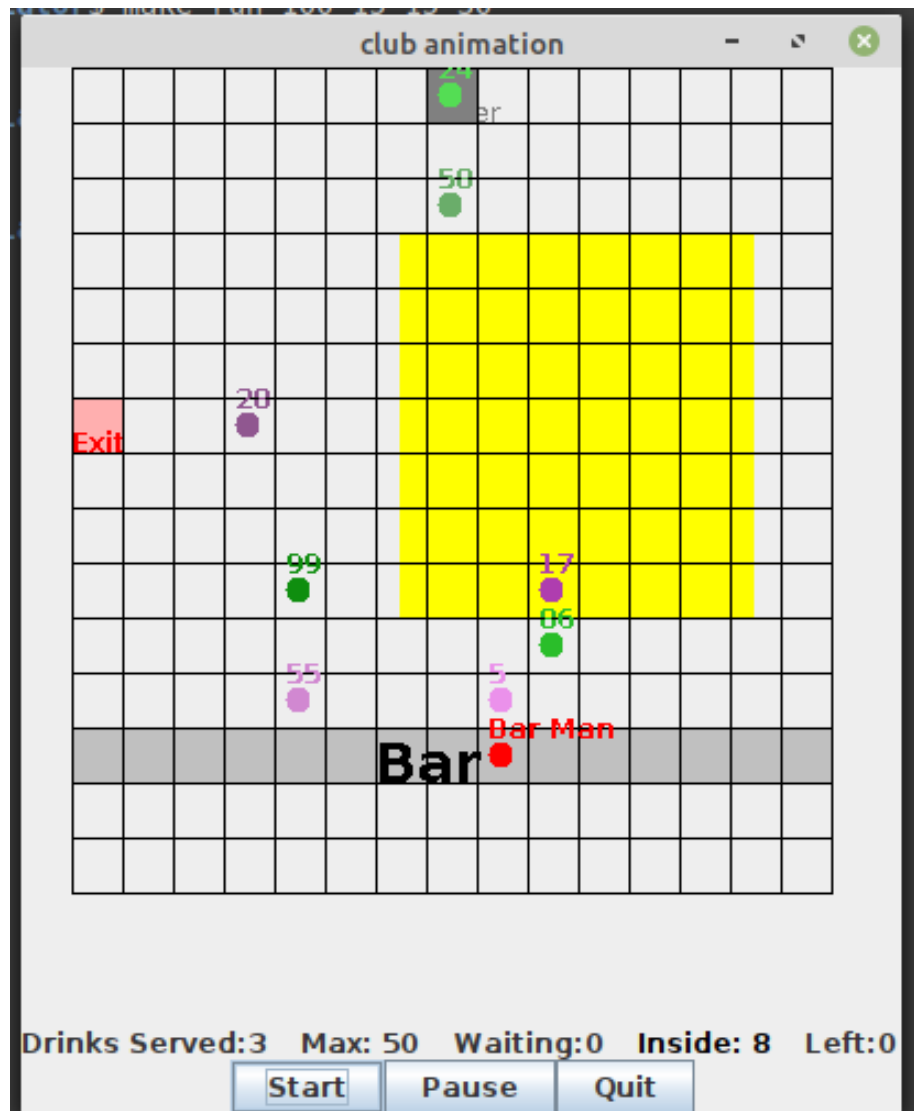 club animation
24
er
50
20
Exit
99
17
06
55
5
Bar Man
Bar
Drinks Served:3 Max: 50 Waiting:0 Inside: 8 Left:0
Start Pause Quit